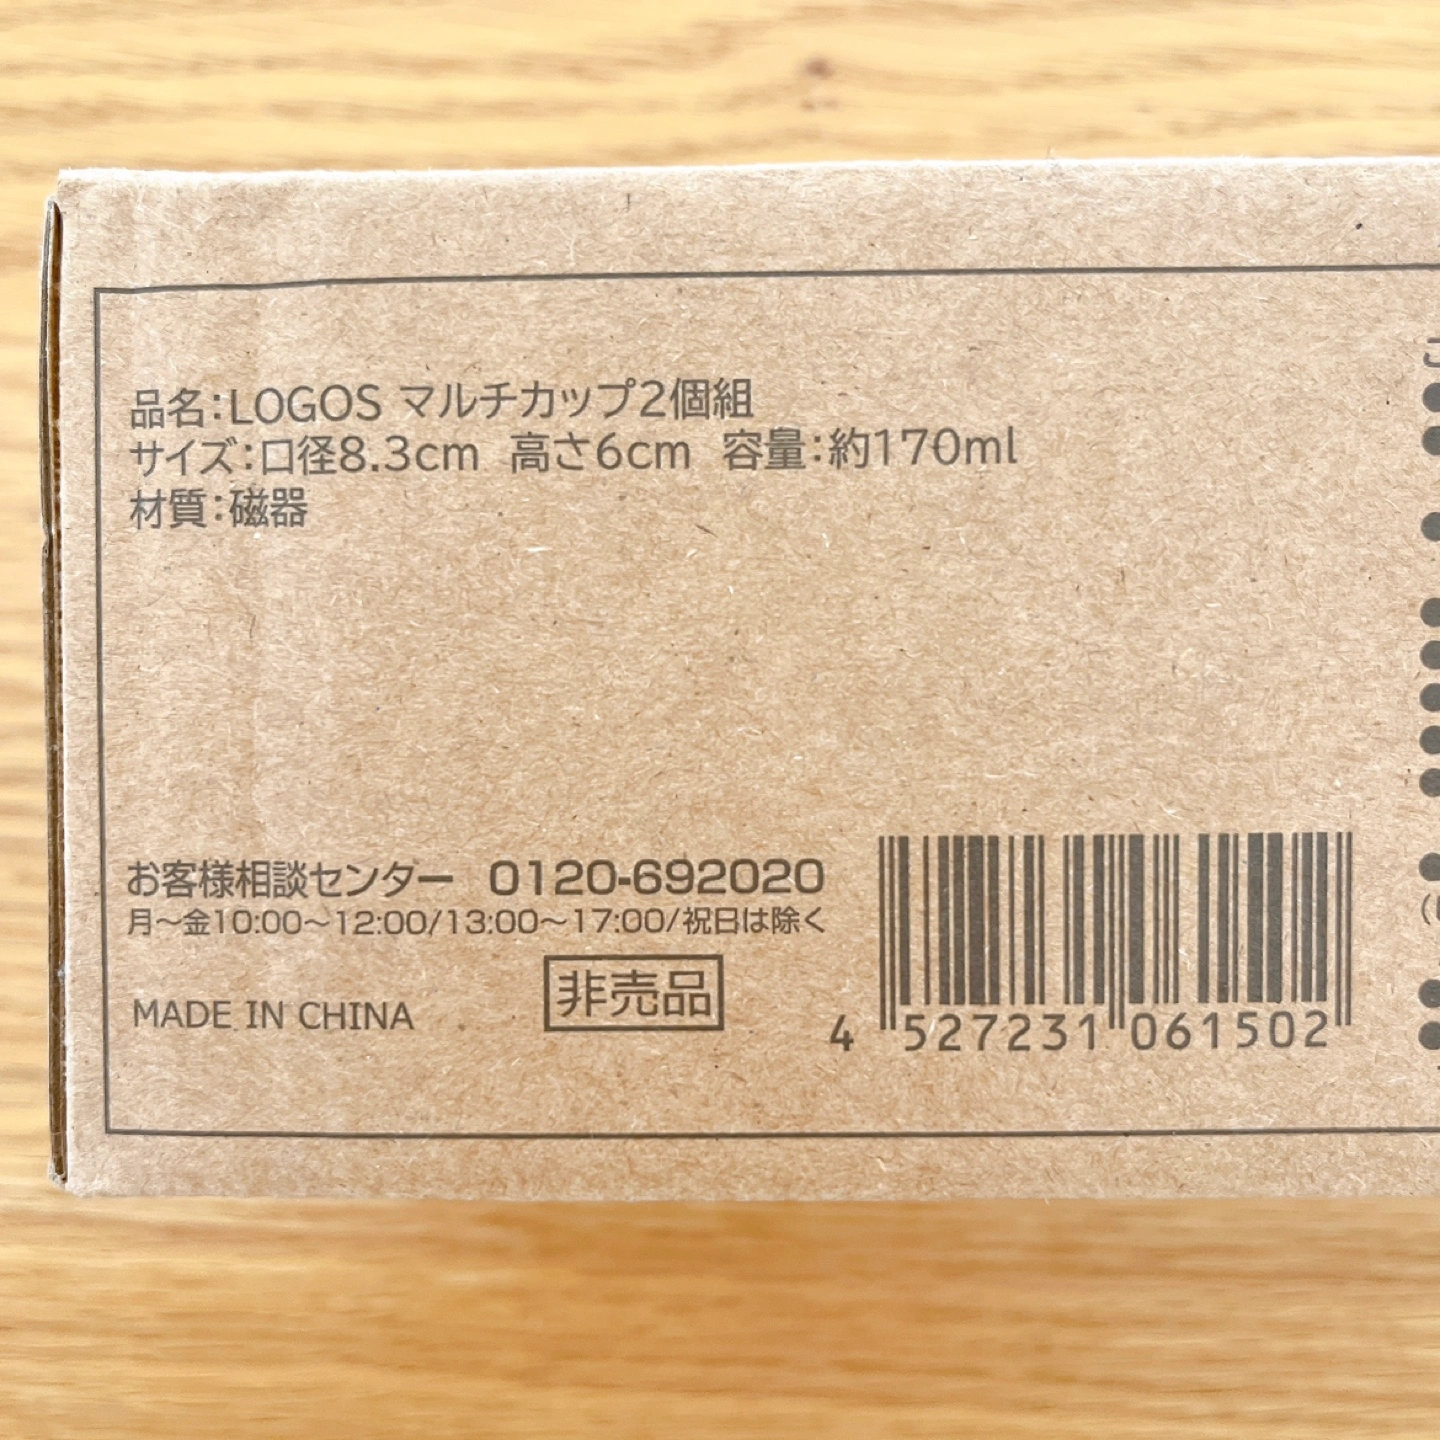 品名：LOGOS マルチカップ2個組
サイズ：口径8.3cm 高さ6cm 容量：約170ml
材質：磁器
お客様相談センター 0120-692020
月〜金10:00〜12:00/13:00〜17:00/祝日は除く
MADE IN CHINA
非売品
4 527231 061502